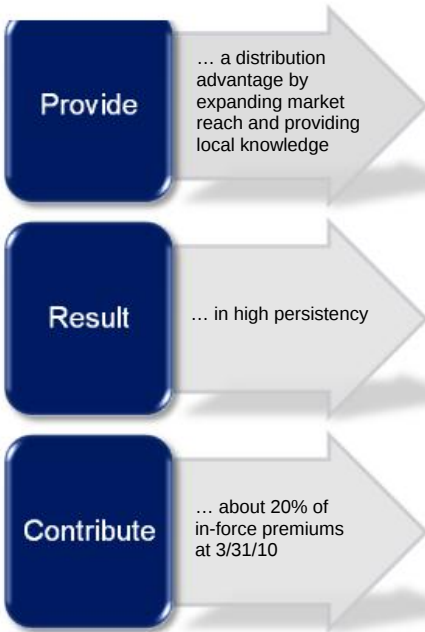 Provide
… a distribution
advantage by
expanding market
reach and providing
local knowledge
Result
… in high persistency
Contribute
… about 20% of
in-force premiums
at 3/31/10